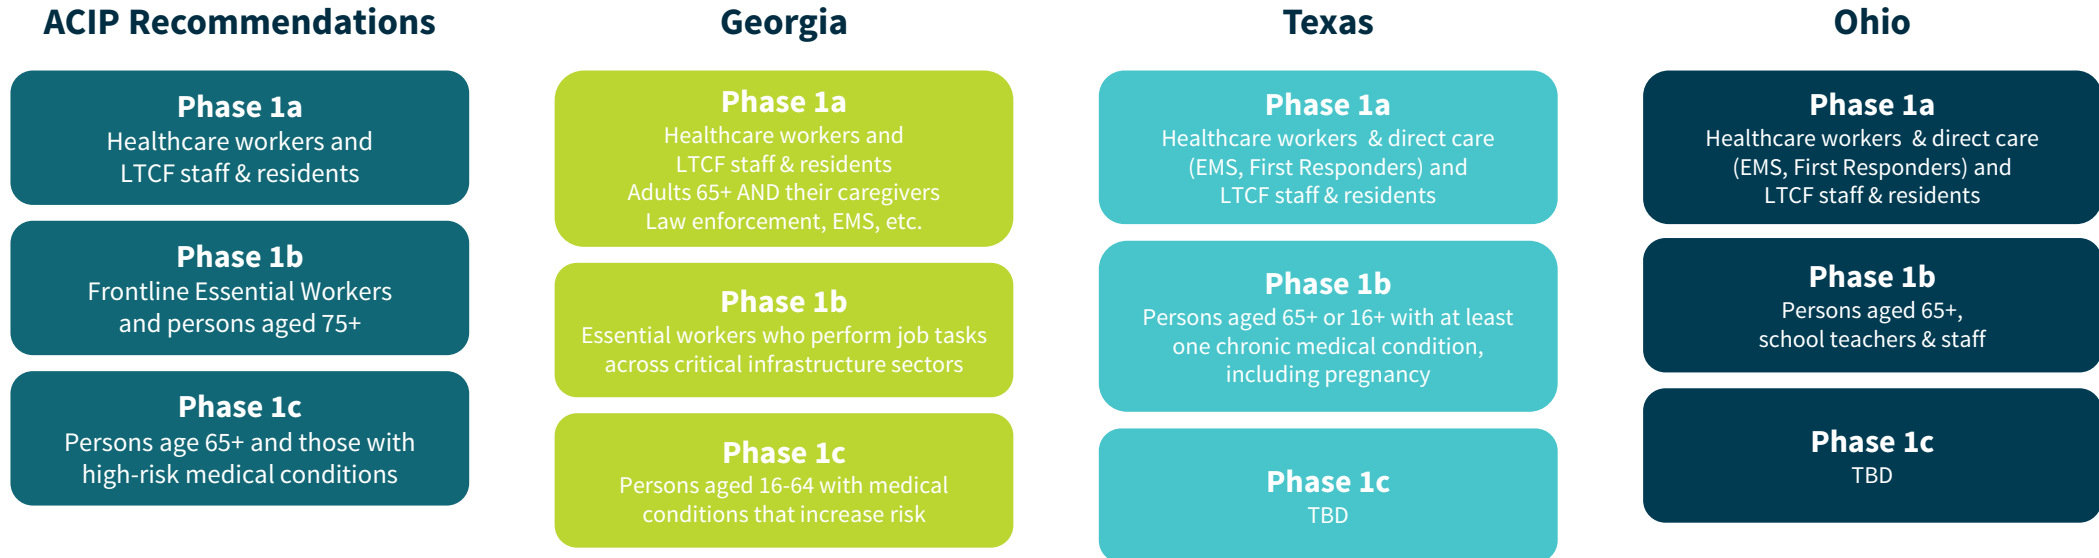 ACIP Recommendations
Phase 1a
Healthcare workers and
LTCF staff & residents
Phase 1b
Frontline Essential Workers
and persons aged 75+
Phase 1c
Persons age 65+ and those with
high-risk medical conditions
Georgia
Phase 1a
Healthcare workers and
LTCF staff & residents
Adults 65+ AND their caregivers
Law enforcement, EMS, etc.
Phase 1b
Essential workers who perform job tasks
across critical infrastructure sectors
Phase 1c
Persons aged 16-64 with medical
conditions that increase risk
Texas
Phase 1a
Healthcare workers & direct care
(EMS, First Responders) and
LTCF staff & residents
Phase 1b
Persons aged 65+ or 16+ with at least
one chronic medical condition,
including pregnancy
Phase 1c
TBD
Ohio
Phase 1a
Healthcare workers & direct care
(EMS, First Responders) and
LTCF staff & residents
Phase 1b
Persons aged 65+,
school teachers & staff
Phase 1c
TBD